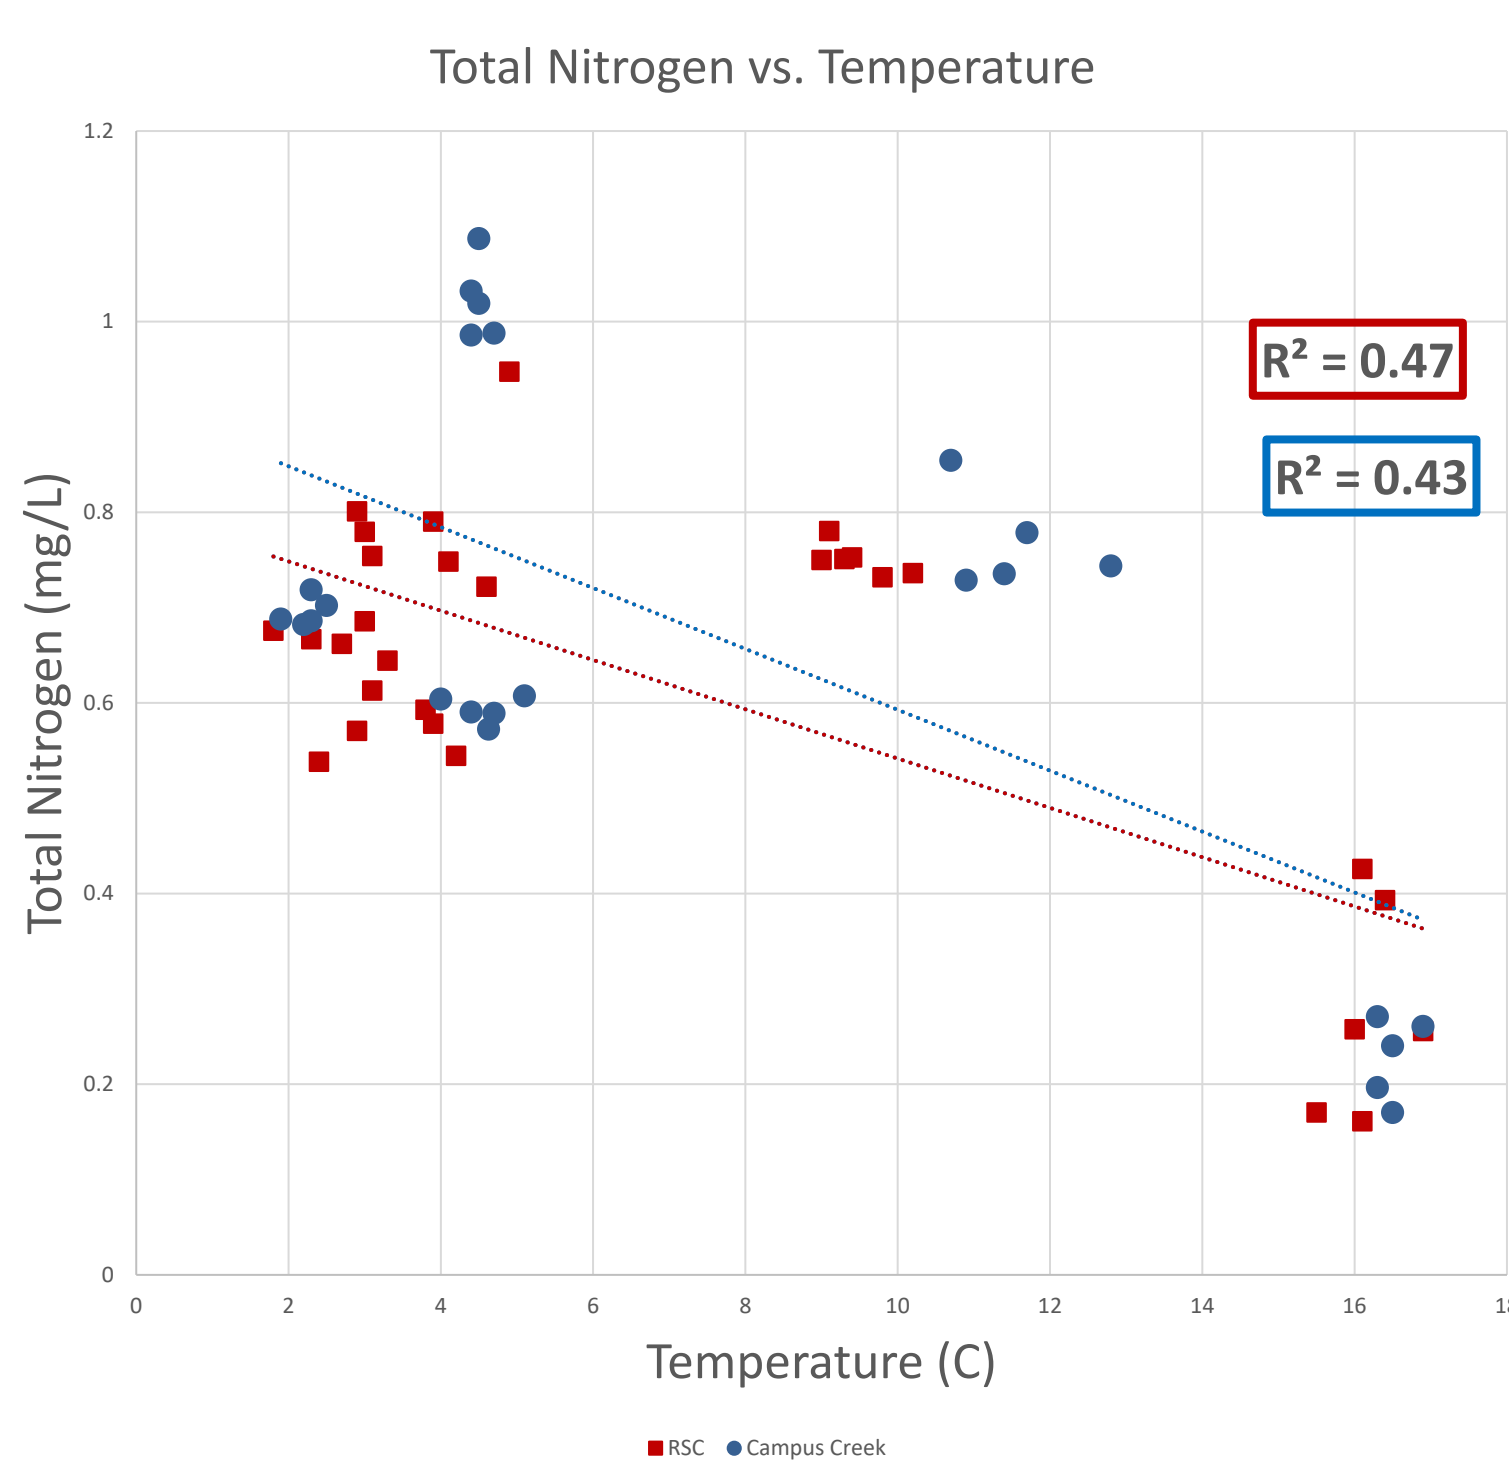 Total Nitrogen vs. Temperature
1.2
1
0.8
0.6
0.4
0.2
0
Total Nitrogen (mg/L)
R² = 0.47
R² = 0.43
0 2 4 6 8 10 12 14 16
Temperature (C)
RSC Campus Creek